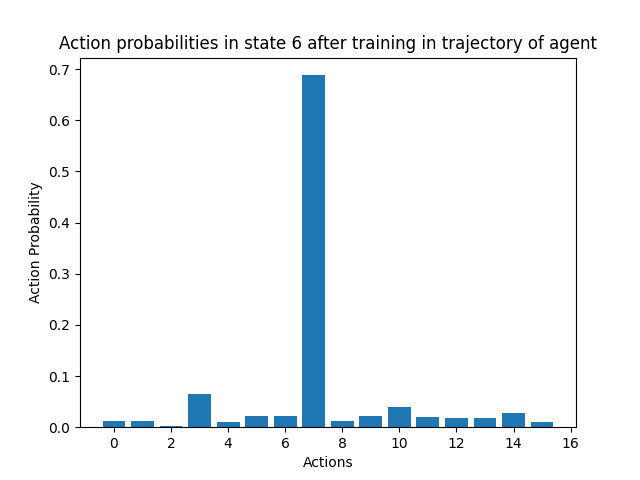 Action probabilities in state 6 after training in trajectory of agent
0.7
0.6
0.5
0.4
0.3
0.2
0.1
0.0
Action Probability
0 2 4 6 8 10 12 14 16
Actions